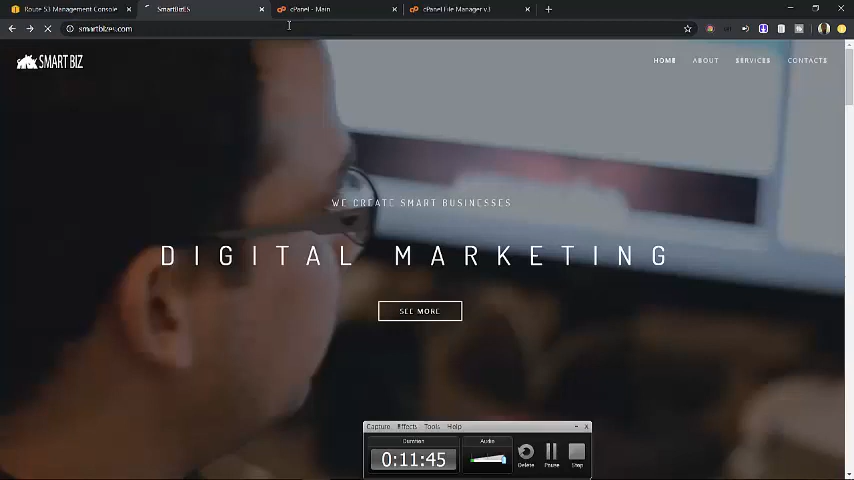 Route 53 Management Console
SmartBizES
cPanel - Main
cPanel File Manager v3
smartbizes.com
SMART BIZ
HOME
ABOUT
SERVICES
CONTACTS
WE CREATE SMART BUSINESSES
DIGITAL MARKETING
SEE MORE
Capture Effects Tools Help
Duration
Audio
0:11:45
Delete
Pause
Stop